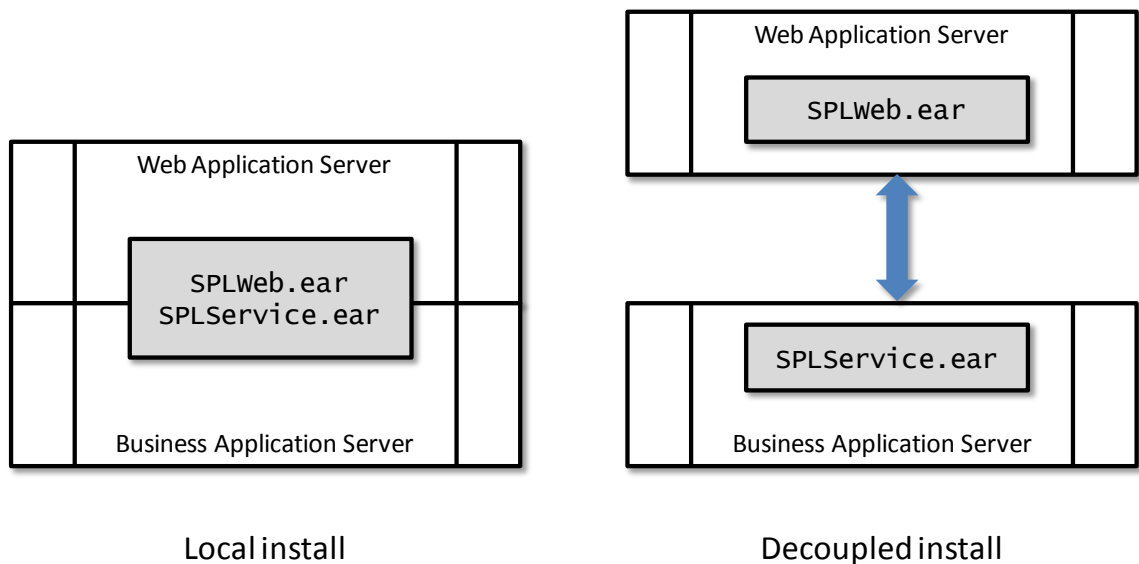 Web Application Server
SPLWeb.ear
SPLService.ear
Business Application Server
Local install
Web Application Server
SPLWeb.ear
SPLService.ear
Business Application Server
Decoupled install